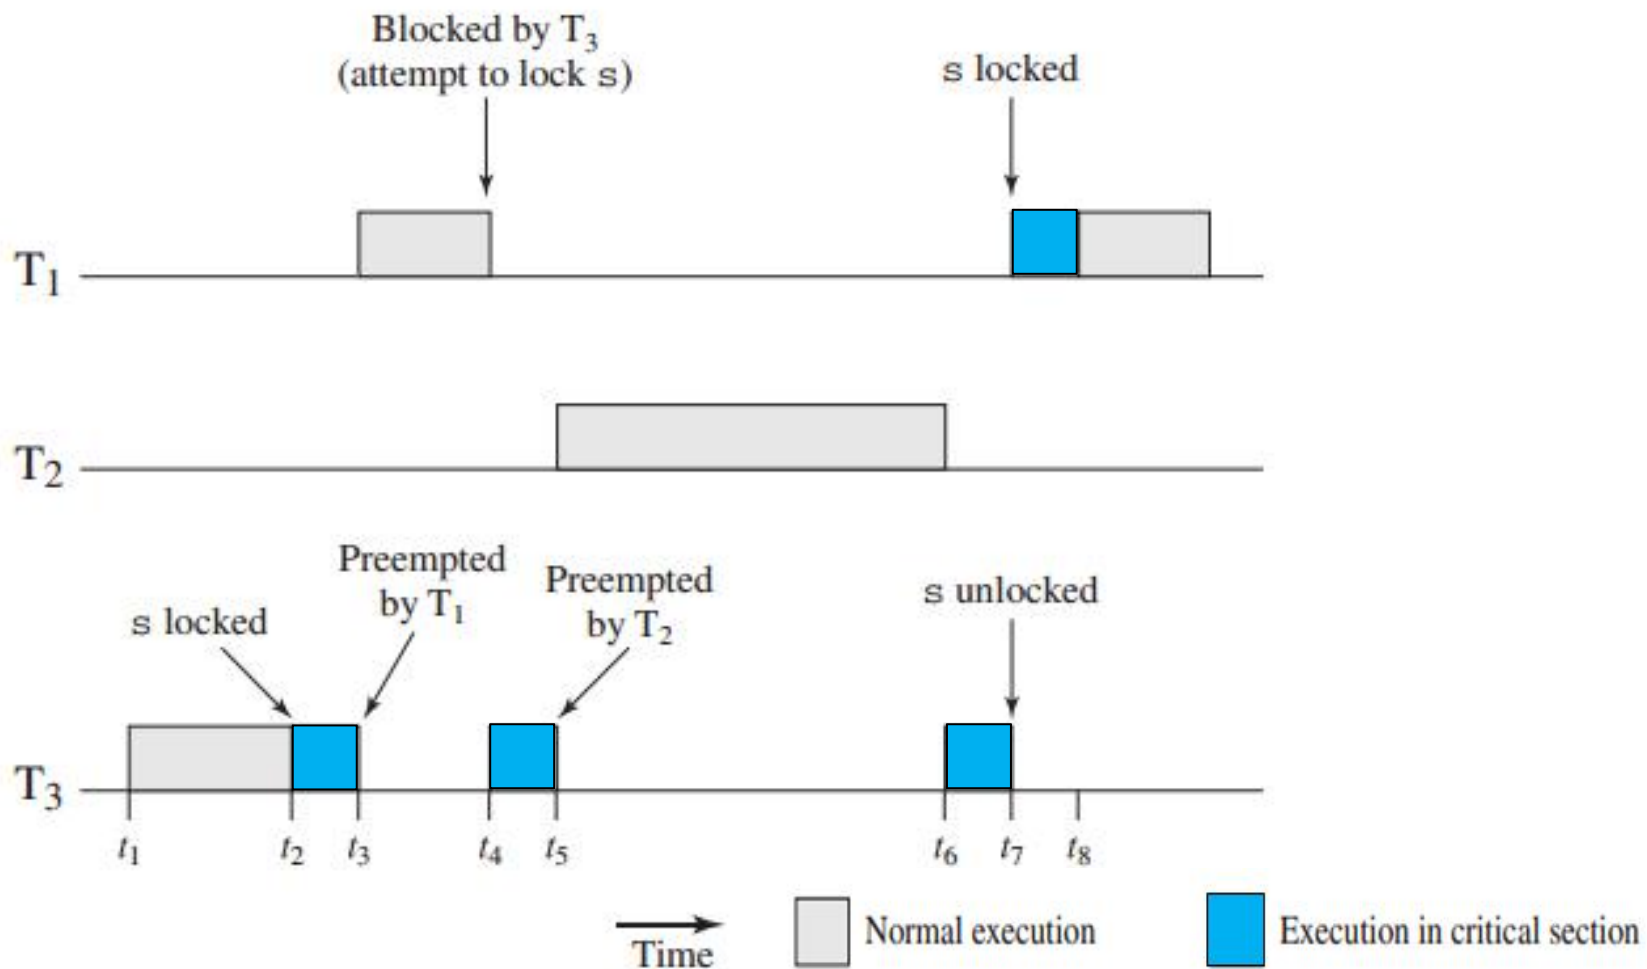 Blocked by T₃
(attempt to lock s)
s locked
T₁
T₂
Preempted
by T₁
Preempted
by T₂
s unlocked
s locked
T₃
t₁ t₂ t₃ t₄ t₅ t₆ t₇ t₈
Time
Normal execution
Execution in critical section